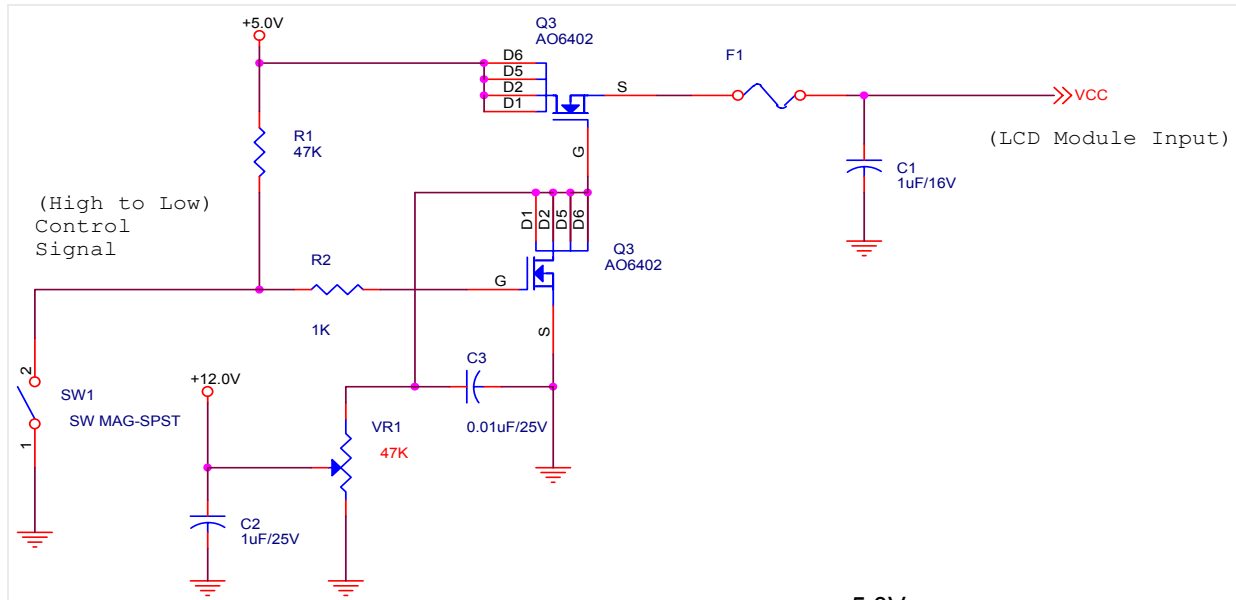 +5.0V
Q3
AO6402
F1
D6
D5
D2
D1
S
VCC
(LCD Module Input)
R1
47K
G
C1
1uF/16V
(High to Low)
Control
Signal
D1
D2
D5
D6
Q3
AO6402
R2
G
1K
S
C3
+12.0V
2
SW1
SW MAG-SPST
VR1
47K
0.01uF/25V
1
C2
1uF/25V